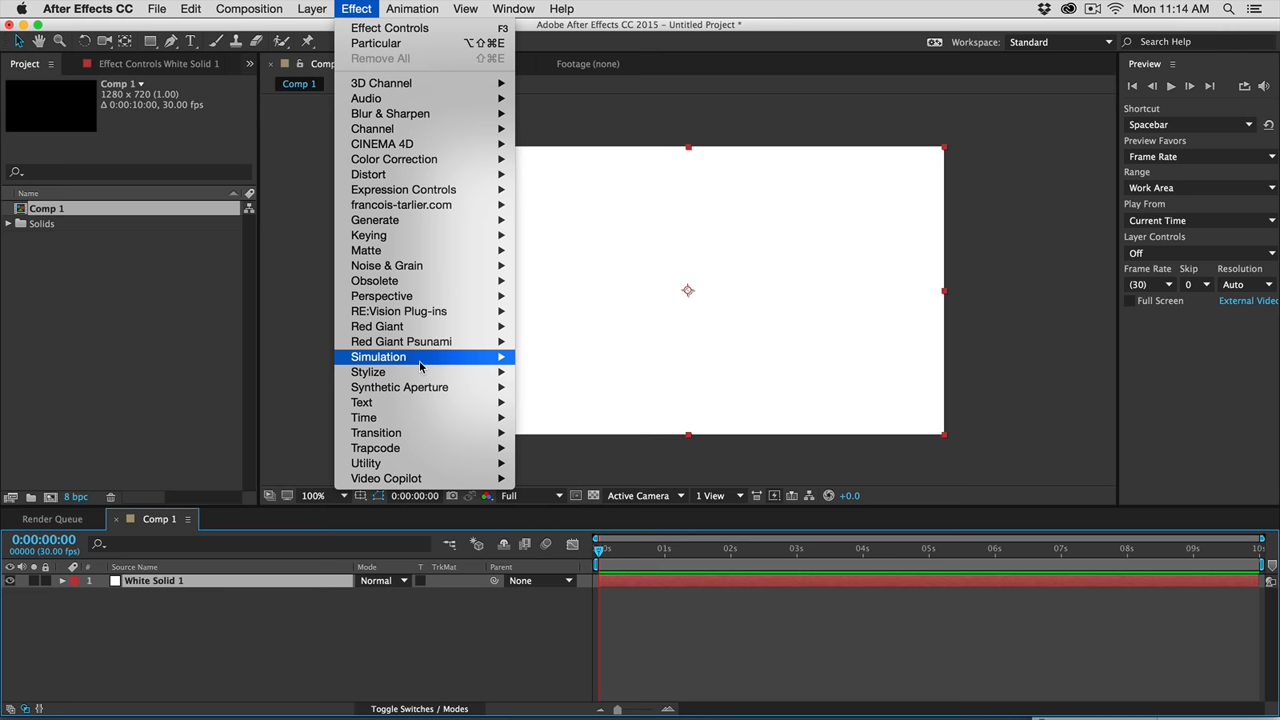 After Effects CC File Edit Composition Layer Effect Animation View Window Help Mon 11:14 AM
Adobe After Effects CC 2015 - Untitled Project *
Workspace: Standard Search Help
Project Effect Controls White Solid 1
Comp 1
1280 x 720 (1.00)
Δ 0:00:10:00, 30.00 fps
Name
Comp 1
Solids
8 bpc
Effect Controls F3
Particular ⌥⇧⌘E
Remove All ⇧⌘E
3D Channel
Audio
Blur & Sharpen
Channel
CINEMA 4D
Color Correction
Distort
Expression Controls
francois-tarlier.com
Generate
Keying
Matte
Noise & Grain
Obsolete
Perspective
RE:Vision Plug-ins
Red Giant
Red Giant Psunami
Simulation
Stylize
Synthetic Aperture
Text
Time
Transition
Trapcode
Utility
Video Copilot
Comp
Footage (none)
Comp 1
100% 0:00:00:00 Full Active Camera 1 View +0.0
Preview
Shortcut
Spacebar
Preview Favors
Frame Rate
Range
Work Area
Play From
Current Time
Layer Controls
Off
Frame Rate Skip Resolution
(30) 0 Auto
Full Screen External Video
Render Queue Comp 1
0:00:00:00
00000 (30.00 fps)
0s 01s 02s 03s 04s 05s 06s 07s 08s 09s 10s
# Source Name Mode T TrkMat Parent
1 White Solid 1 Normal None
Toggle Switches / Modes